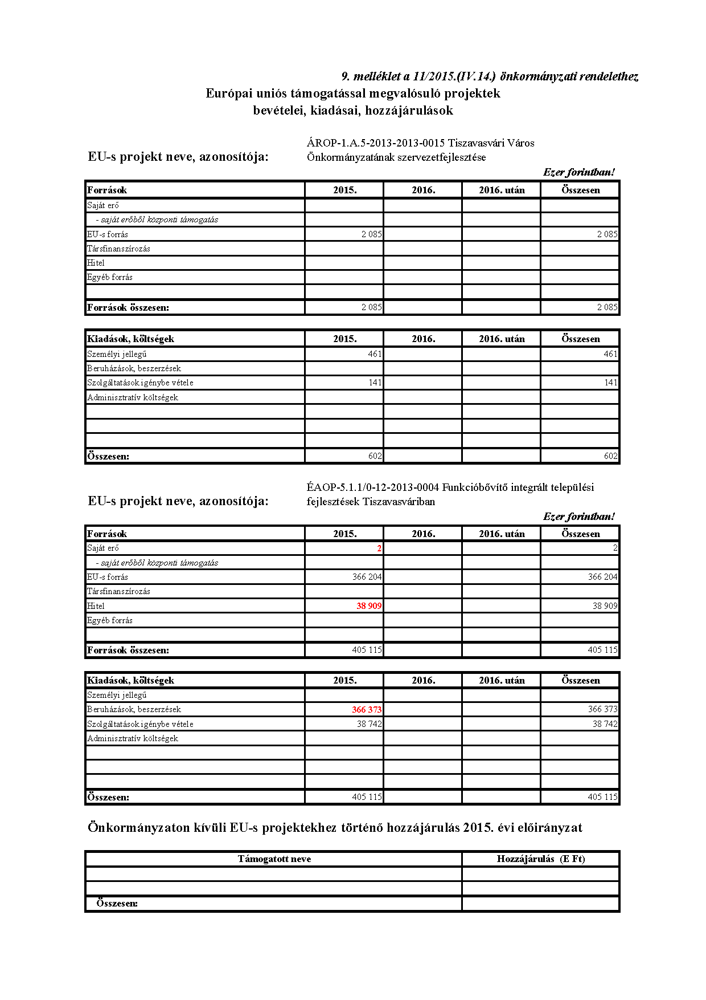 9. melléklet a 11/2015.(IV.14.) önkormányzati rendelethez
Európai uniós támogatással megvalósuló projektek
bevételei, kiadásai, hozzájárulások
ÁROP-1.A.5-2013-2013-0015 Tiszavasvári Város
EU-s projekt neve, azonosítója: Önkormányzatának szervezetfejlesztése
Ezer forintban!
Források 2015. 2016. 2016. után Összesen
Saját erő
- saját erőből központi támogatás
EU-s forrás 2 085 2 085
Társfinanszírozás
Hitel
Egyéb forrás
Források összesen: 2 085 2 085
Kiadások, költségek 2015. 2016. 2016. után Összesen
Személyi jellegű 461 461
Beruházások, beszerzések
Szolgáltatások igénybe vétele 141 141
Adminisztratív költségek
Összesen: 602 602
ÉAOP-5.1.1/0-12-2013-0004 Funkcióbővítő integrált települési
EU-s projekt neve, azonosítója: fejlesztések Tiszavasváriban
Ezer forintban!
Források 2015. 2016. 2016. után Összesen
Saját erő 2 2
- saját erőből központi támogatás
EU-s forrás 366 204 366 204
Társfinanszírozás
Hitel 38 909 38 909
Egyéb forrás
Források összesen: 405 115 405 115
Kiadások, költségek 2015. 2016. 2016. után Összesen
Személyi jellegű
Beruházások, beszerzések 366 373 366 373
Szolgáltatások igénybe vétele 38 742 38 742
Adminisztratív költségek
Összesen: 405 115 405 115
Önkormányzaton kívüli EU-s projektekhez történő hozzájárulás 2015. évi előirányzat
Támogatott neve Hozzájárulás (E Ft)
Összesen: